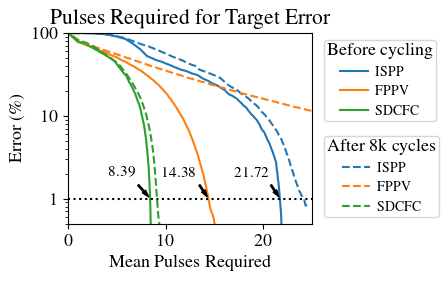 Pulses Required for Target Error
Error (%)
100
10
1
8.39
14.38
21.72
0
10
20
Mean Pulses Required
Before cycling
ISPP
FPPV
SDCFC
After 8k cycles
ISPP
FPPV
SDCFC